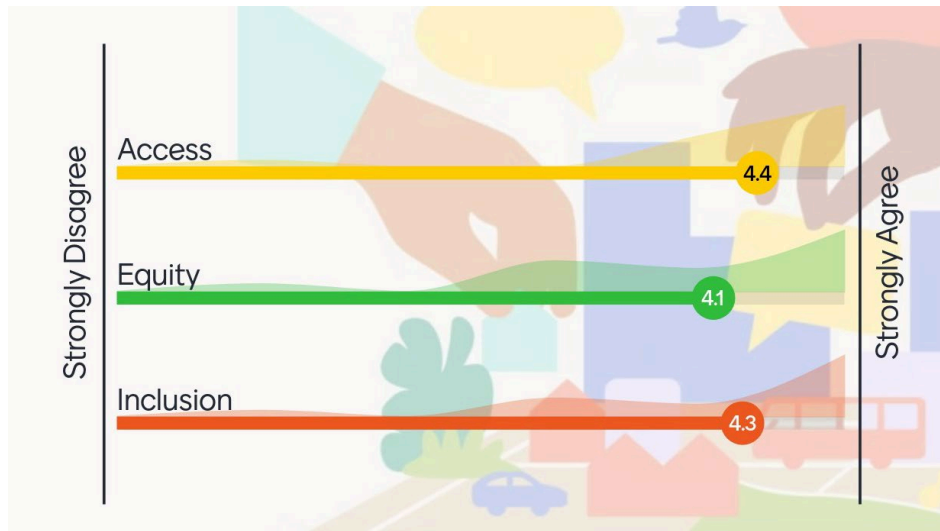 Strongly Disagree
Access
4.4
Equity
4.1
Inclusion
4.3
Strongly Agree